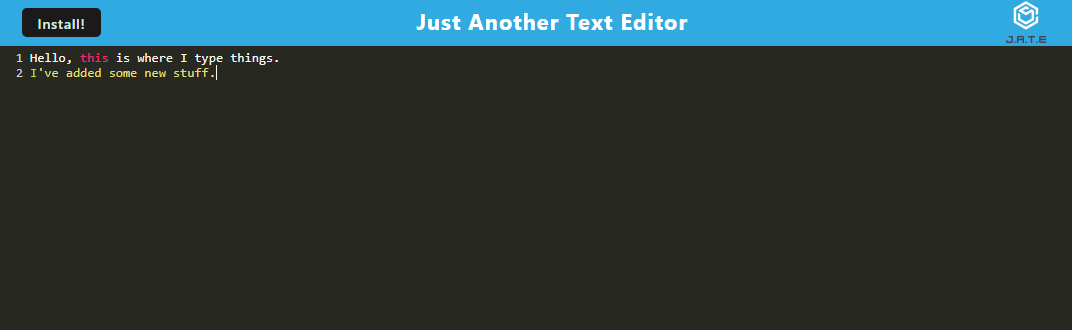 Install!
Just Another Text Editor
J.A.T.E
1 Hello, this is where I type things.
2 I've added some new stuff.